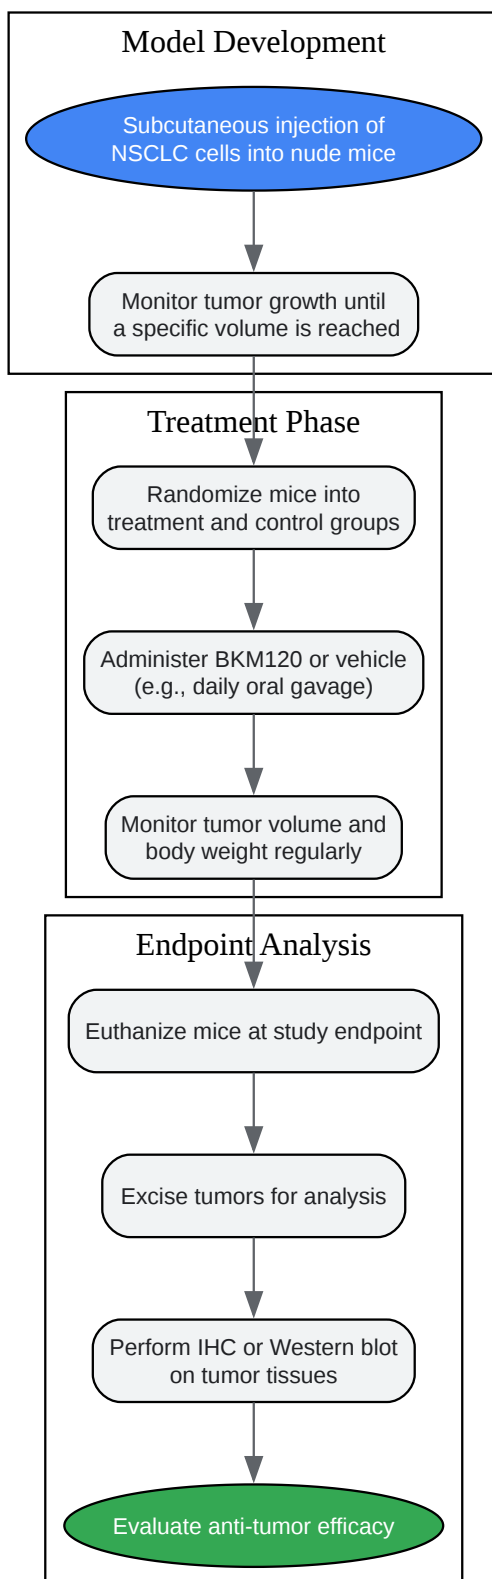 Model Development
Subcutaneous injection of
NSCLC cells into nude mice
Monitor tumor growth until
a specific volume is reached
Treatment Phase
Randomize mice into
treatment and control groups
Administer BKM120 or vehicle
(e.g., daily oral gavage)
Monitor tumor volume and
body weight regularly
Endpoint Analysis
Euthanize mice at study endpoint
Excise tumors for analysis
Perform IHC or Western blot
on tumor tissues
Evaluate anti-tumor efficacy